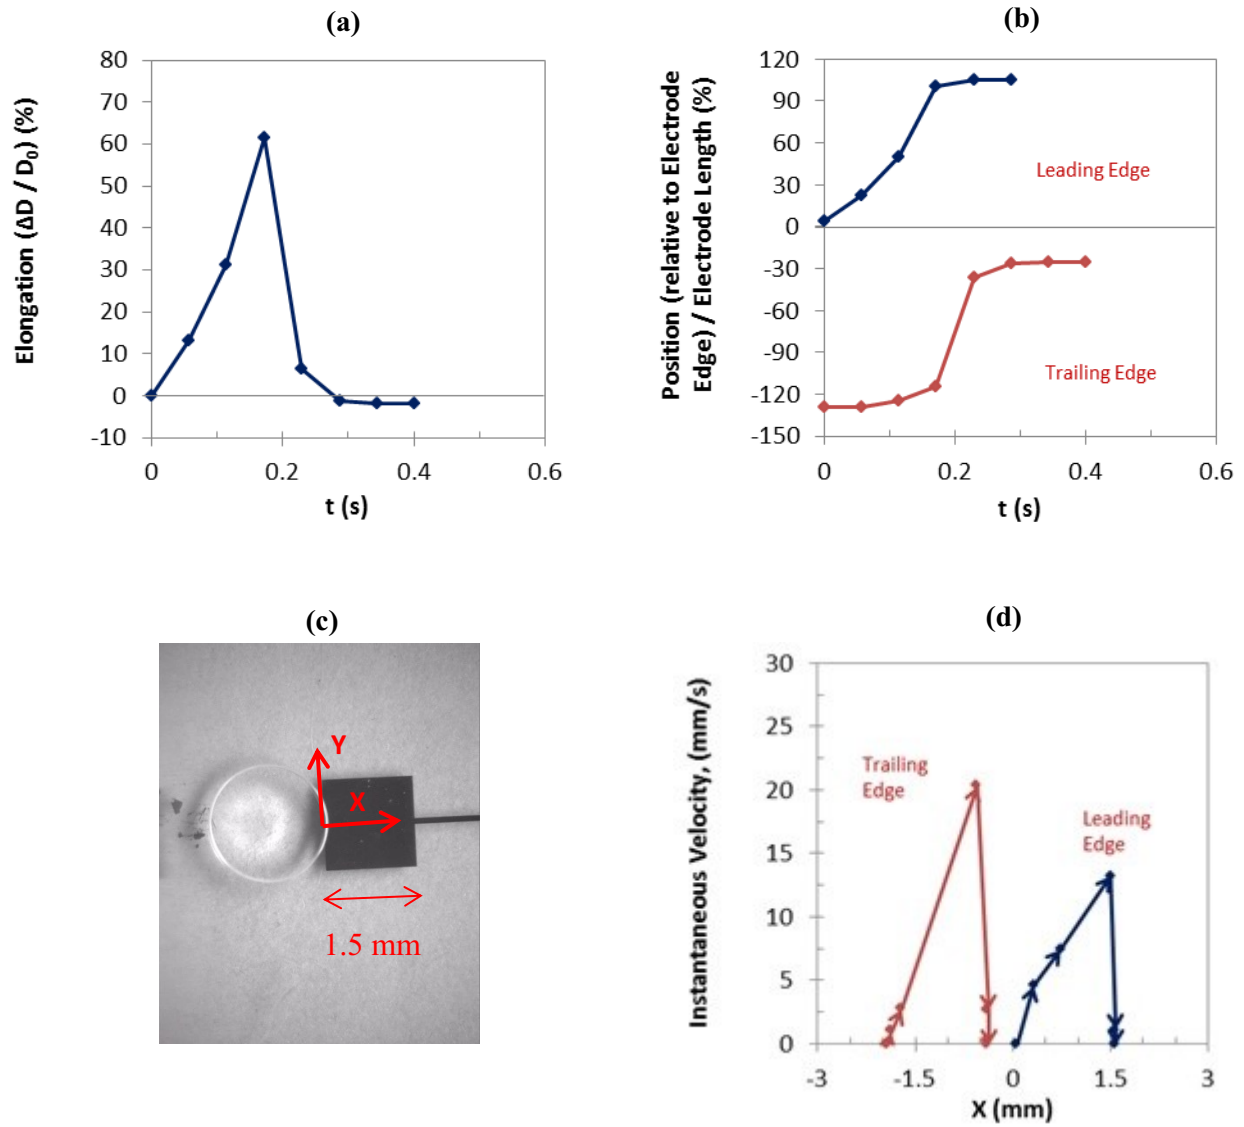 (a)
80
70
60
50
40
30
20
10
0
-10
0
0.2
0.4
0.6
Elongation (ΔD / D₀) (%)
t (s)
(b)
120
90
60
30
0
-30
-60
-90
-120
-150
0
0.2
0.4
0.6
Position (relative to Electrode
Edge) / Electrode Length (%)
Leading Edge
Trailing Edge
t (s)
(c)
Y
X
1.5 mm
(d)
30
25
20
15
10
5
0
-3
-1.5
0
1.5
3
Instantaneous Velocity, (mm/s)
Trailing
Edge
Leading
Edge
X (mm)